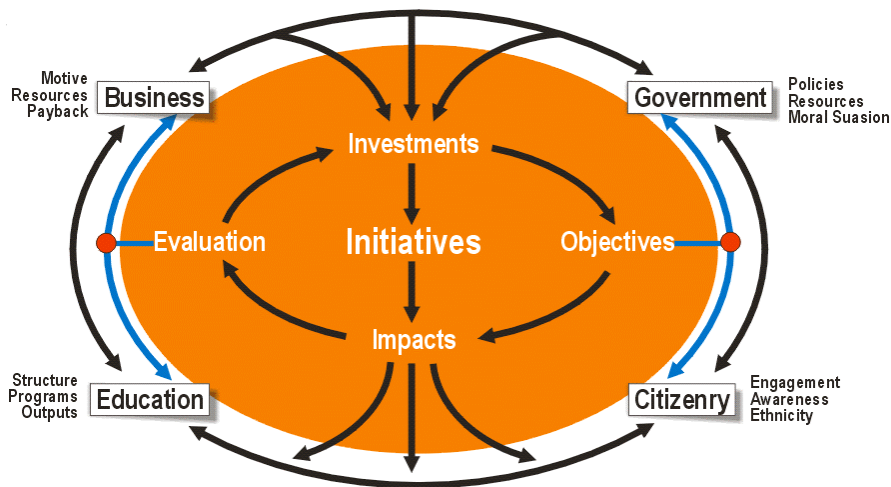 Motive
Resources
Payback
Business
Government
Policies
Resources
Moral Suasion
Investments
Evaluation
Initiatives
Objectives
Impacts
Structure
Programs
Outputs
Education
Citizenry
Engagement
Awareness
Ethnicity